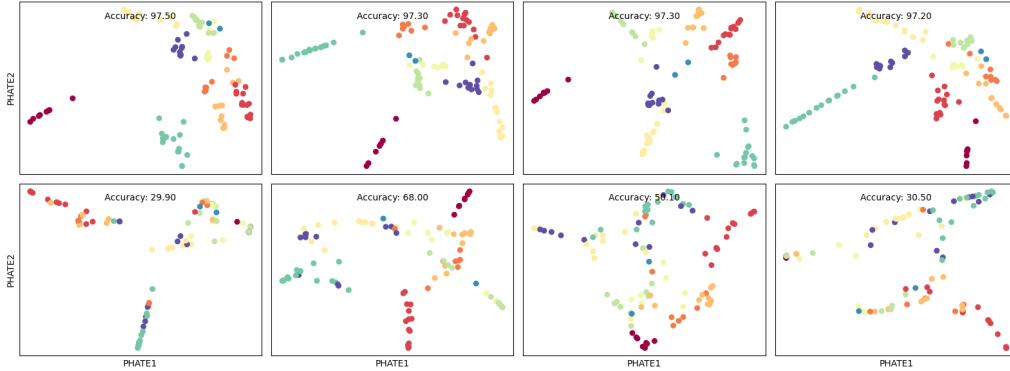 Accuracy: 97.50
Accuracy: 97.30
Accuracy: 97.30
Accuracy: 97.20
PHATE2
Accuracy: 29.90
Accuracy: 68.00
Accuracy: 50.10
Accuracy: 30.50
PHATE2
PHATE1
PHATE1
PHATE1
PHATE1